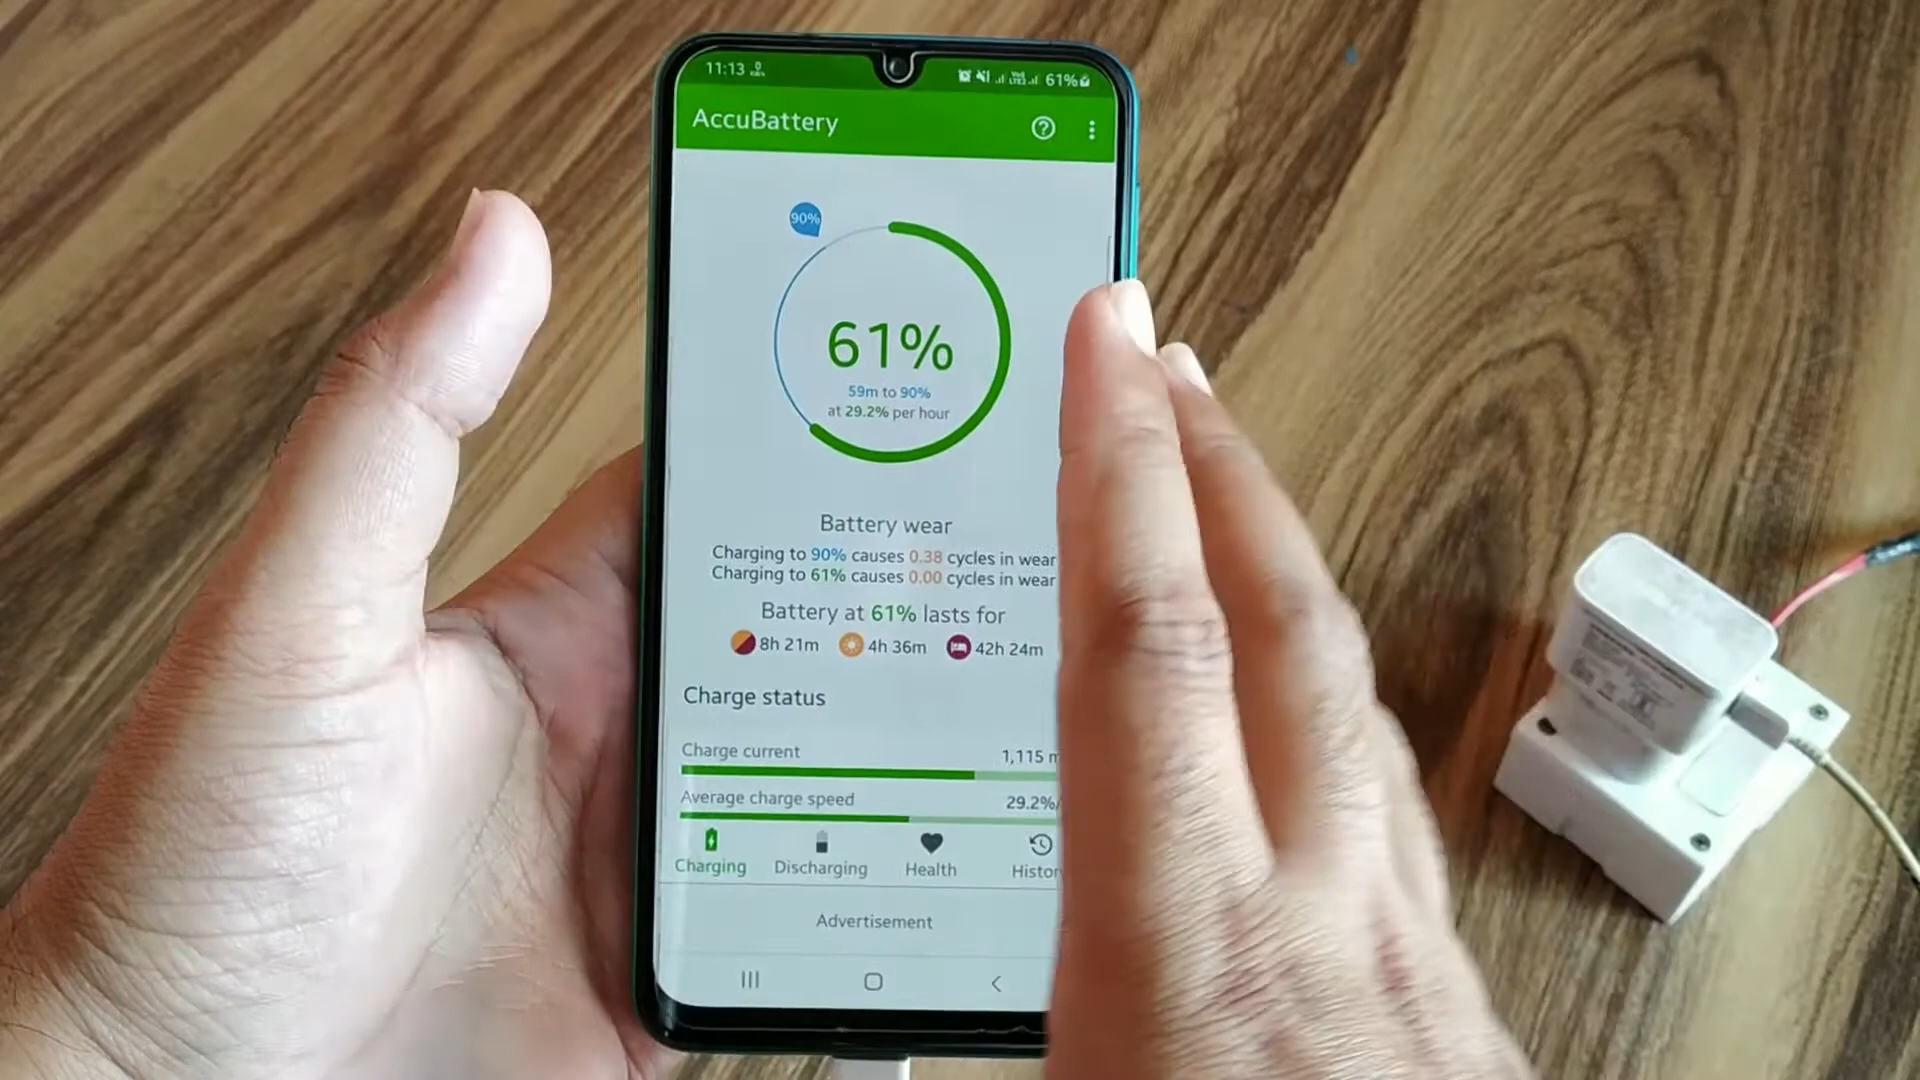 11:13
61%
AccuBattery
90%
61%
59m to 90%
at 29.2% per hour
Battery wear
Charging to 90% causes 0.38 cycles in wear
Charging to 61% causes 0.00 cycles in wear
Battery at 61% lasts for
8h 21m 4h 36m 42h 24m
Charge status
Charge current 1,115
Average charge speed 29.2%/
Charging Discharging Health Histor
Advertisement